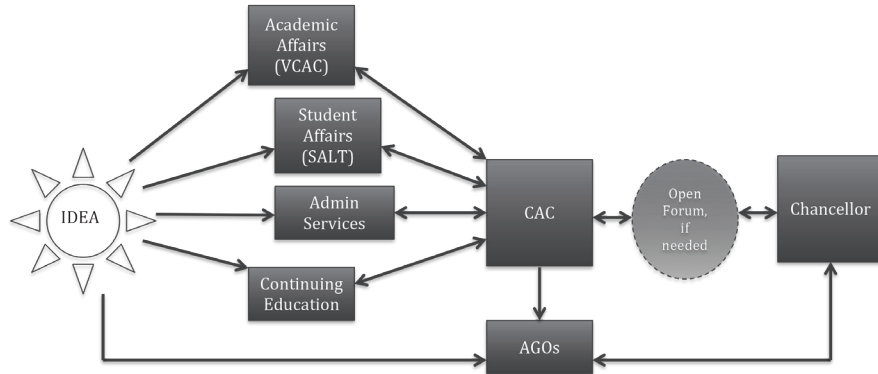 Academic
Affairs
(VCAC)
Student
Affairs
(SALT)
IDEA
Admin
Services
Continuing
Education
CAC
Open
Forum,
if
needed
Chancellor
AGOs